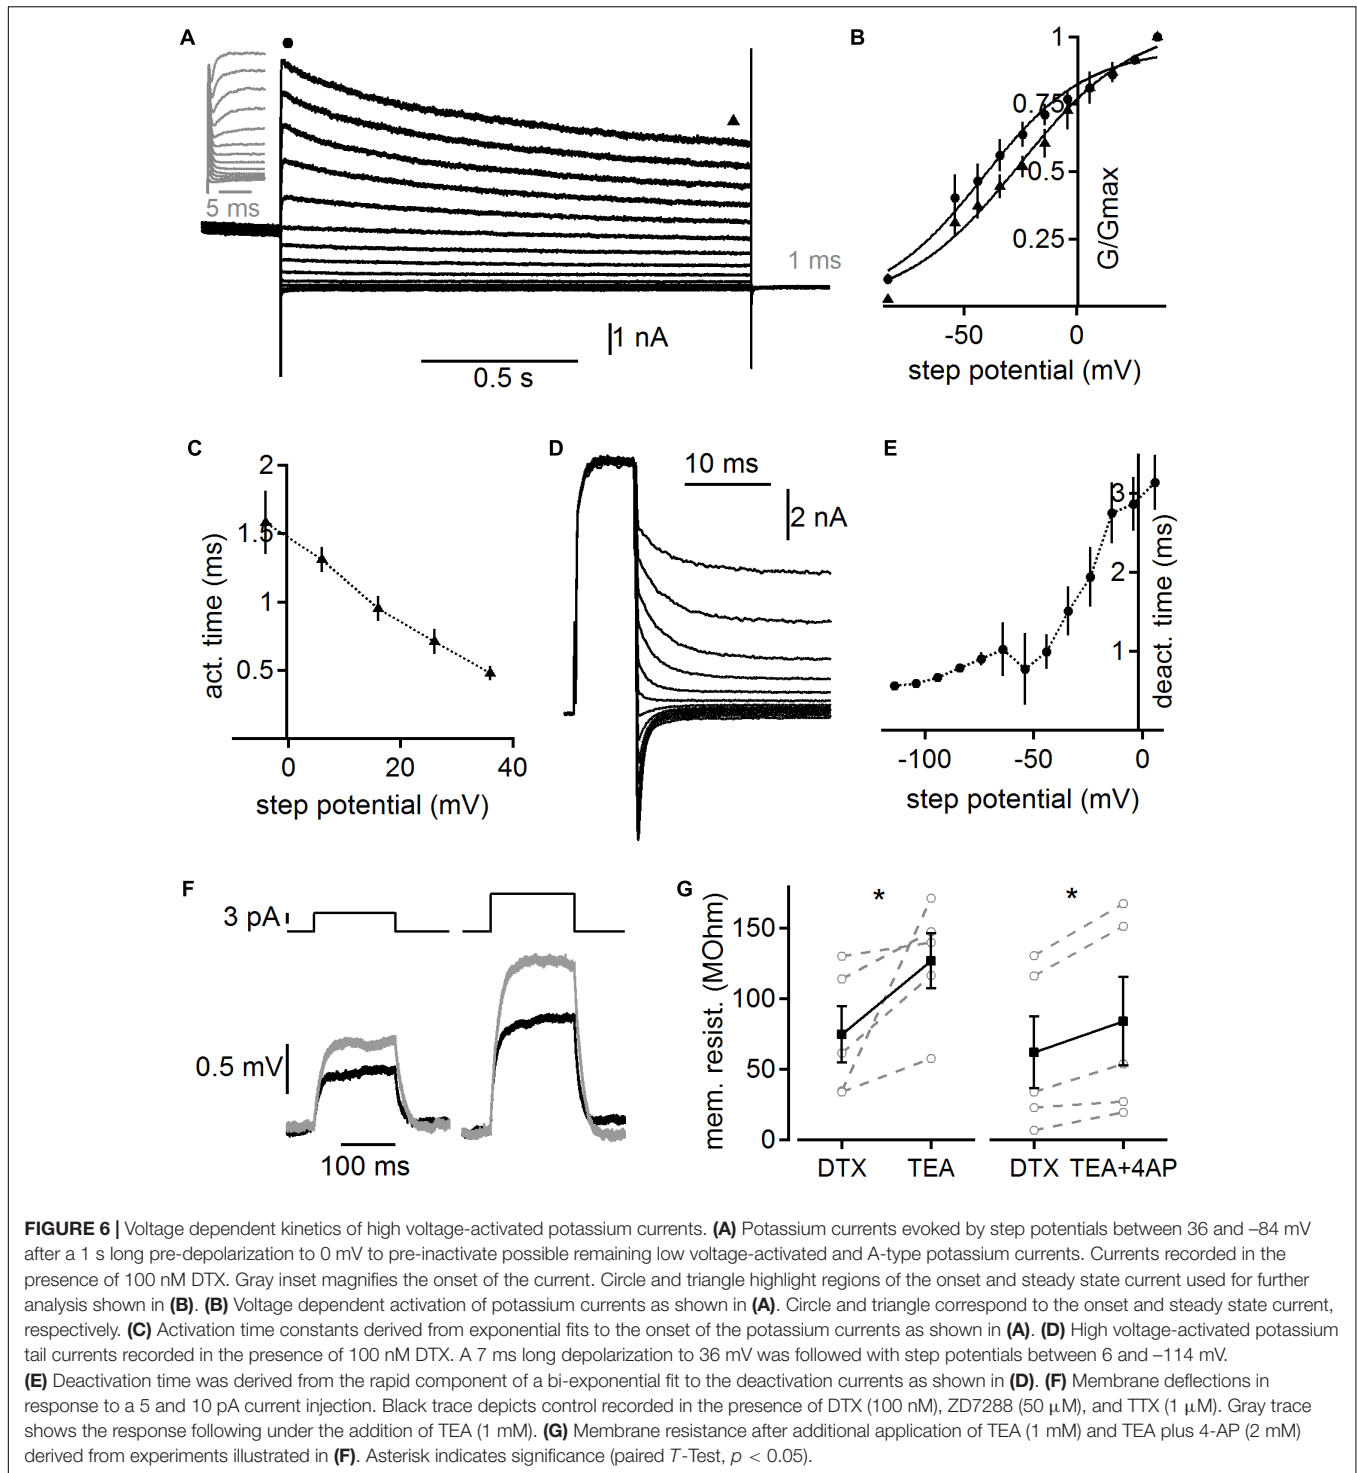 A
5 ms
1 ms
1 nA
0.5 s
B
1
0.75
0.5
0.25
G/Gmax
-50 0
step potential (mV)
C
2
1.5
1
0.5
act. time (ms)
0 20 40
step potential (mV)
D
10 ms
2 nA
E
3
2
1
deact. time (ms)
-100 -50 0
step potential (mV)
F
3 pA
0.5 mV
100 ms
G
* *
150
100
50
0
mem. resist. (MOhm)
DTX TEA DTX TEA+4AP
FIGURE 6 | Voltage dependent kinetics of high voltage-activated potassium currents. (A) Potassium currents evoked by step potentials between 36 and –84 mV
after a 1 s long pre-depolarization to 0 mV to pre-inactivate possible remaining low voltage-activated and A-type potassium currents. Currents recorded in the
presence of 100 nM DTX. Gray inset magnifies the onset of the current. Circle and triangle highlight regions of the onset and steady state current used for further
analysis shown in (B). (B) Voltage dependent activation of potassium currents as shown in (A). Circle and triangle correspond to the onset and steady state current,
respectively. (C) Activation time constants derived from exponential fits to the onset of the potassium currents as shown in (A). (D) High voltage-activated potassium
tail currents recorded in the presence of 100 nM DTX. A 7 ms long depolarization to 36 mV was followed with step potentials between 6 and –114 mV.
(E) Deactivation time was derived from the rapid component of a bi-exponential fit to the deactivation currents as shown in (D). (F) Membrane deflections in
response to a 5 and 10 pA current injection. Black trace depicts control recorded in the presence of DTX (100 nM), ZD7288 (50 μM), and TTX (1 μM). Gray trace
shows the response following under the addition of TEA (1 mM). (G) Membrane resistance after additional application of TEA (1 mM) and TEA plus 4-AP (2 mM)
derived from experiments illustrated in (F). Asterisk indicates significance (paired T-Test, p < 0.05).